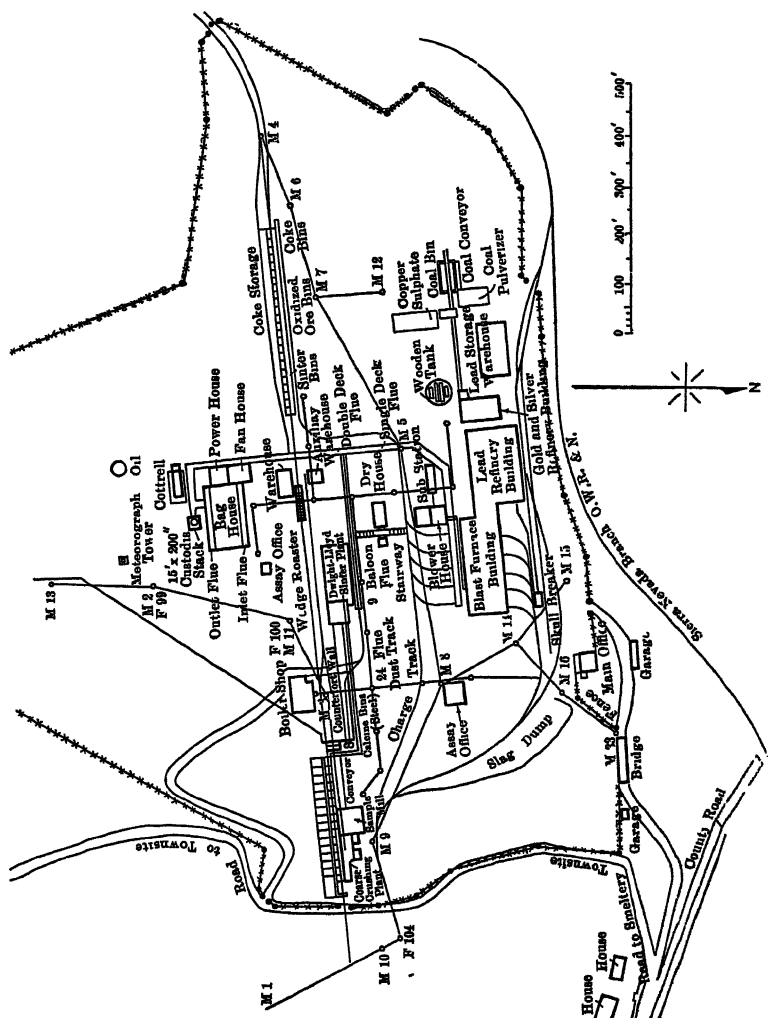 M 4
M 6
Coke
Bins
M 7
M 12
Coke Storage
Oxidized
Ore Bins
Sinter
Bins
Copper
Sulphate
Coal Bin
Coal Conveyor
Coal
Pulverizer
Wooden
Tank
Lead Storage
Warehouse
Gold and Silver
Refinery Building
Power House
Fan House
Warehouse
Auxiliary
Warehouse
Double Deck
Flue
Single Deck
Flue
M 5
Dry
House
Sub Station
Lead
Refinery
Building
Oil
Cottrell
Meteorograph
Tower
15' x 200"
Custodis
Stack
Bag
House
Outlet Flue
Inlet Flue
Assay Office
Wedge Roaster
Dwight-Lloyd
Sinter Plant
9 Baloon
Flue
Stairway
Blower
House
Blast Furnace
Building
Skull Breaker
M 15
M 13
M 2
F 99
F 100
M 11
Boiler Shop
Counterfort Wall
24 Flue
Dust Track
Charge
Track
M 8
Assay
Office
Slag Dump
M 16
Main Office
Fence
Garage
Bridge
Garage
Conveyor
Sample
Mill
Coarse
Crushing
Plant
M 9
M 10
F 104
M 1
Road
to
Townsite
Townsite
Road to Smeltery
County Road
House
House
Sierra Nevada Branch O.W.R. & N.
0 100 200' 300' 400' 500'
N